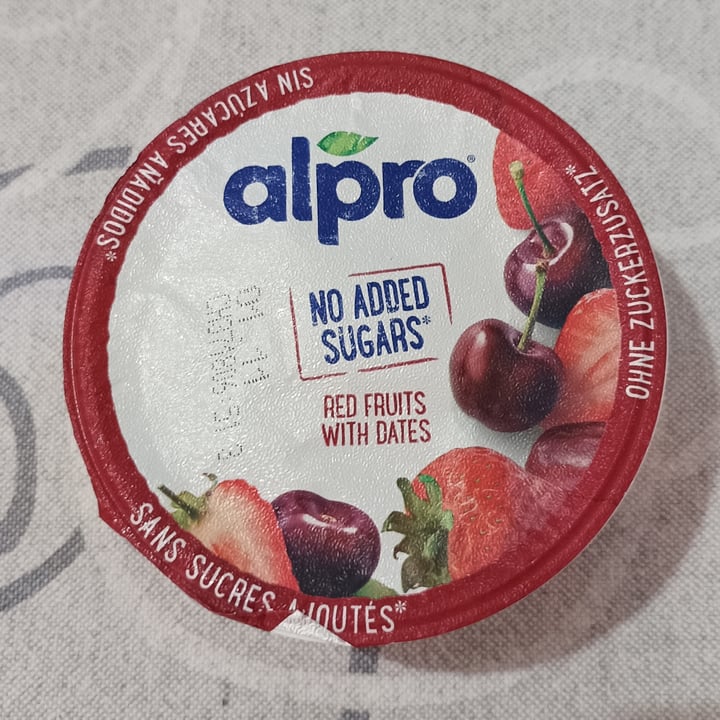 SIN AZÚCARES AÑADIDOS*
alpro®
OHNE ZUCKERZUSATZ*
NO ADDED
SUGARS*
RED FRUITS
WITH DATES
SANS SUCRES AJOUTÉS*